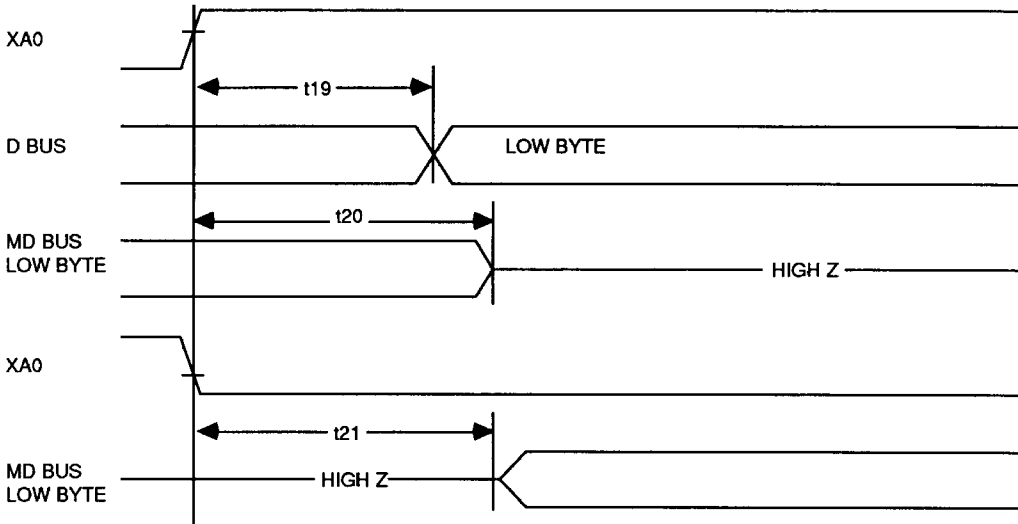 XA0
t19
D BUS
LOW BYTE
t20
MD BUS
LOW BYTE
HIGH Z
XA0
t21
MD BUS
LOW BYTE
HIGH Z